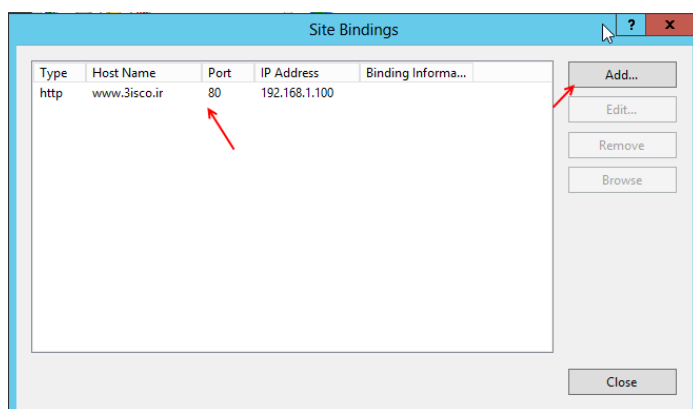 Site Bindings
? x
Type Host Name Port IP Address Binding Informa...
http www.3isco.ir 80 192.168.1.100
Add...
Edit...
Remove
Browse
Close